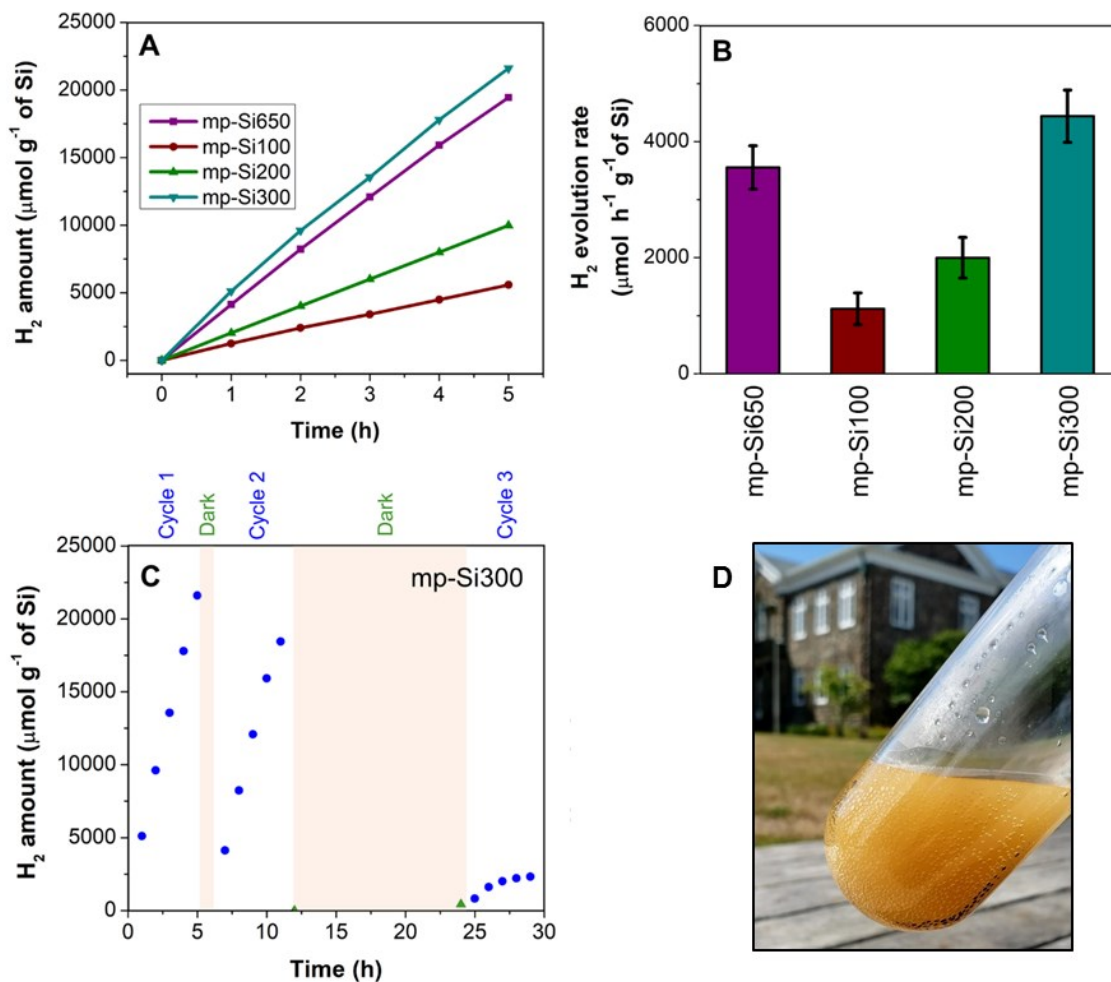 A
H₂ amount (μmol g⁻¹ of Si)
25000
20000
15000
10000
5000
0
mp-Si650
mp-Si100
mp-Si200
mp-Si300
0 1 2 3 4 5
Time (h)
B
H₂ evolution rate
(μmol h⁻¹ g⁻¹ of Si)
6000
4000
2000
0
mp-Si650
mp-Si100
mp-Si200
mp-Si300
Cycle 1
Dark
Cycle 2
Dark
Cycle 3
C
mp-Si300
H₂ amount (μmol g⁻¹ of Si)
25000
20000
15000
10000
5000
0
0 5 10 15 20 25 30
Time (h)
D